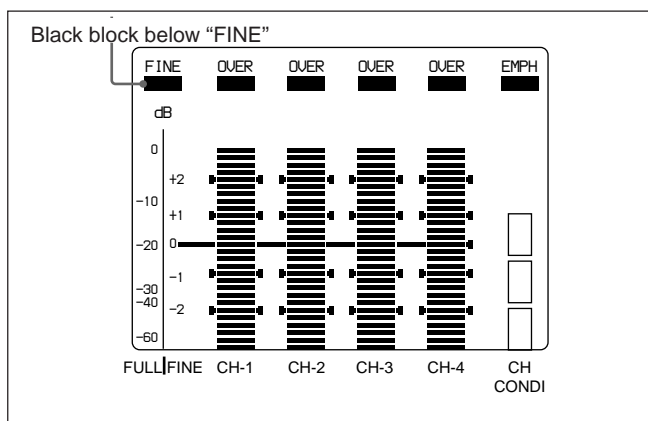 Black block below “FINE”
FINE OVER OVER OVER OVER EMPH
dB
0
+2
−10
+1
−20 0
−1
−30
−40
−2
−60
FULL FINE CH-1 CH-2 CH-3 CH-4 CH
CONDI